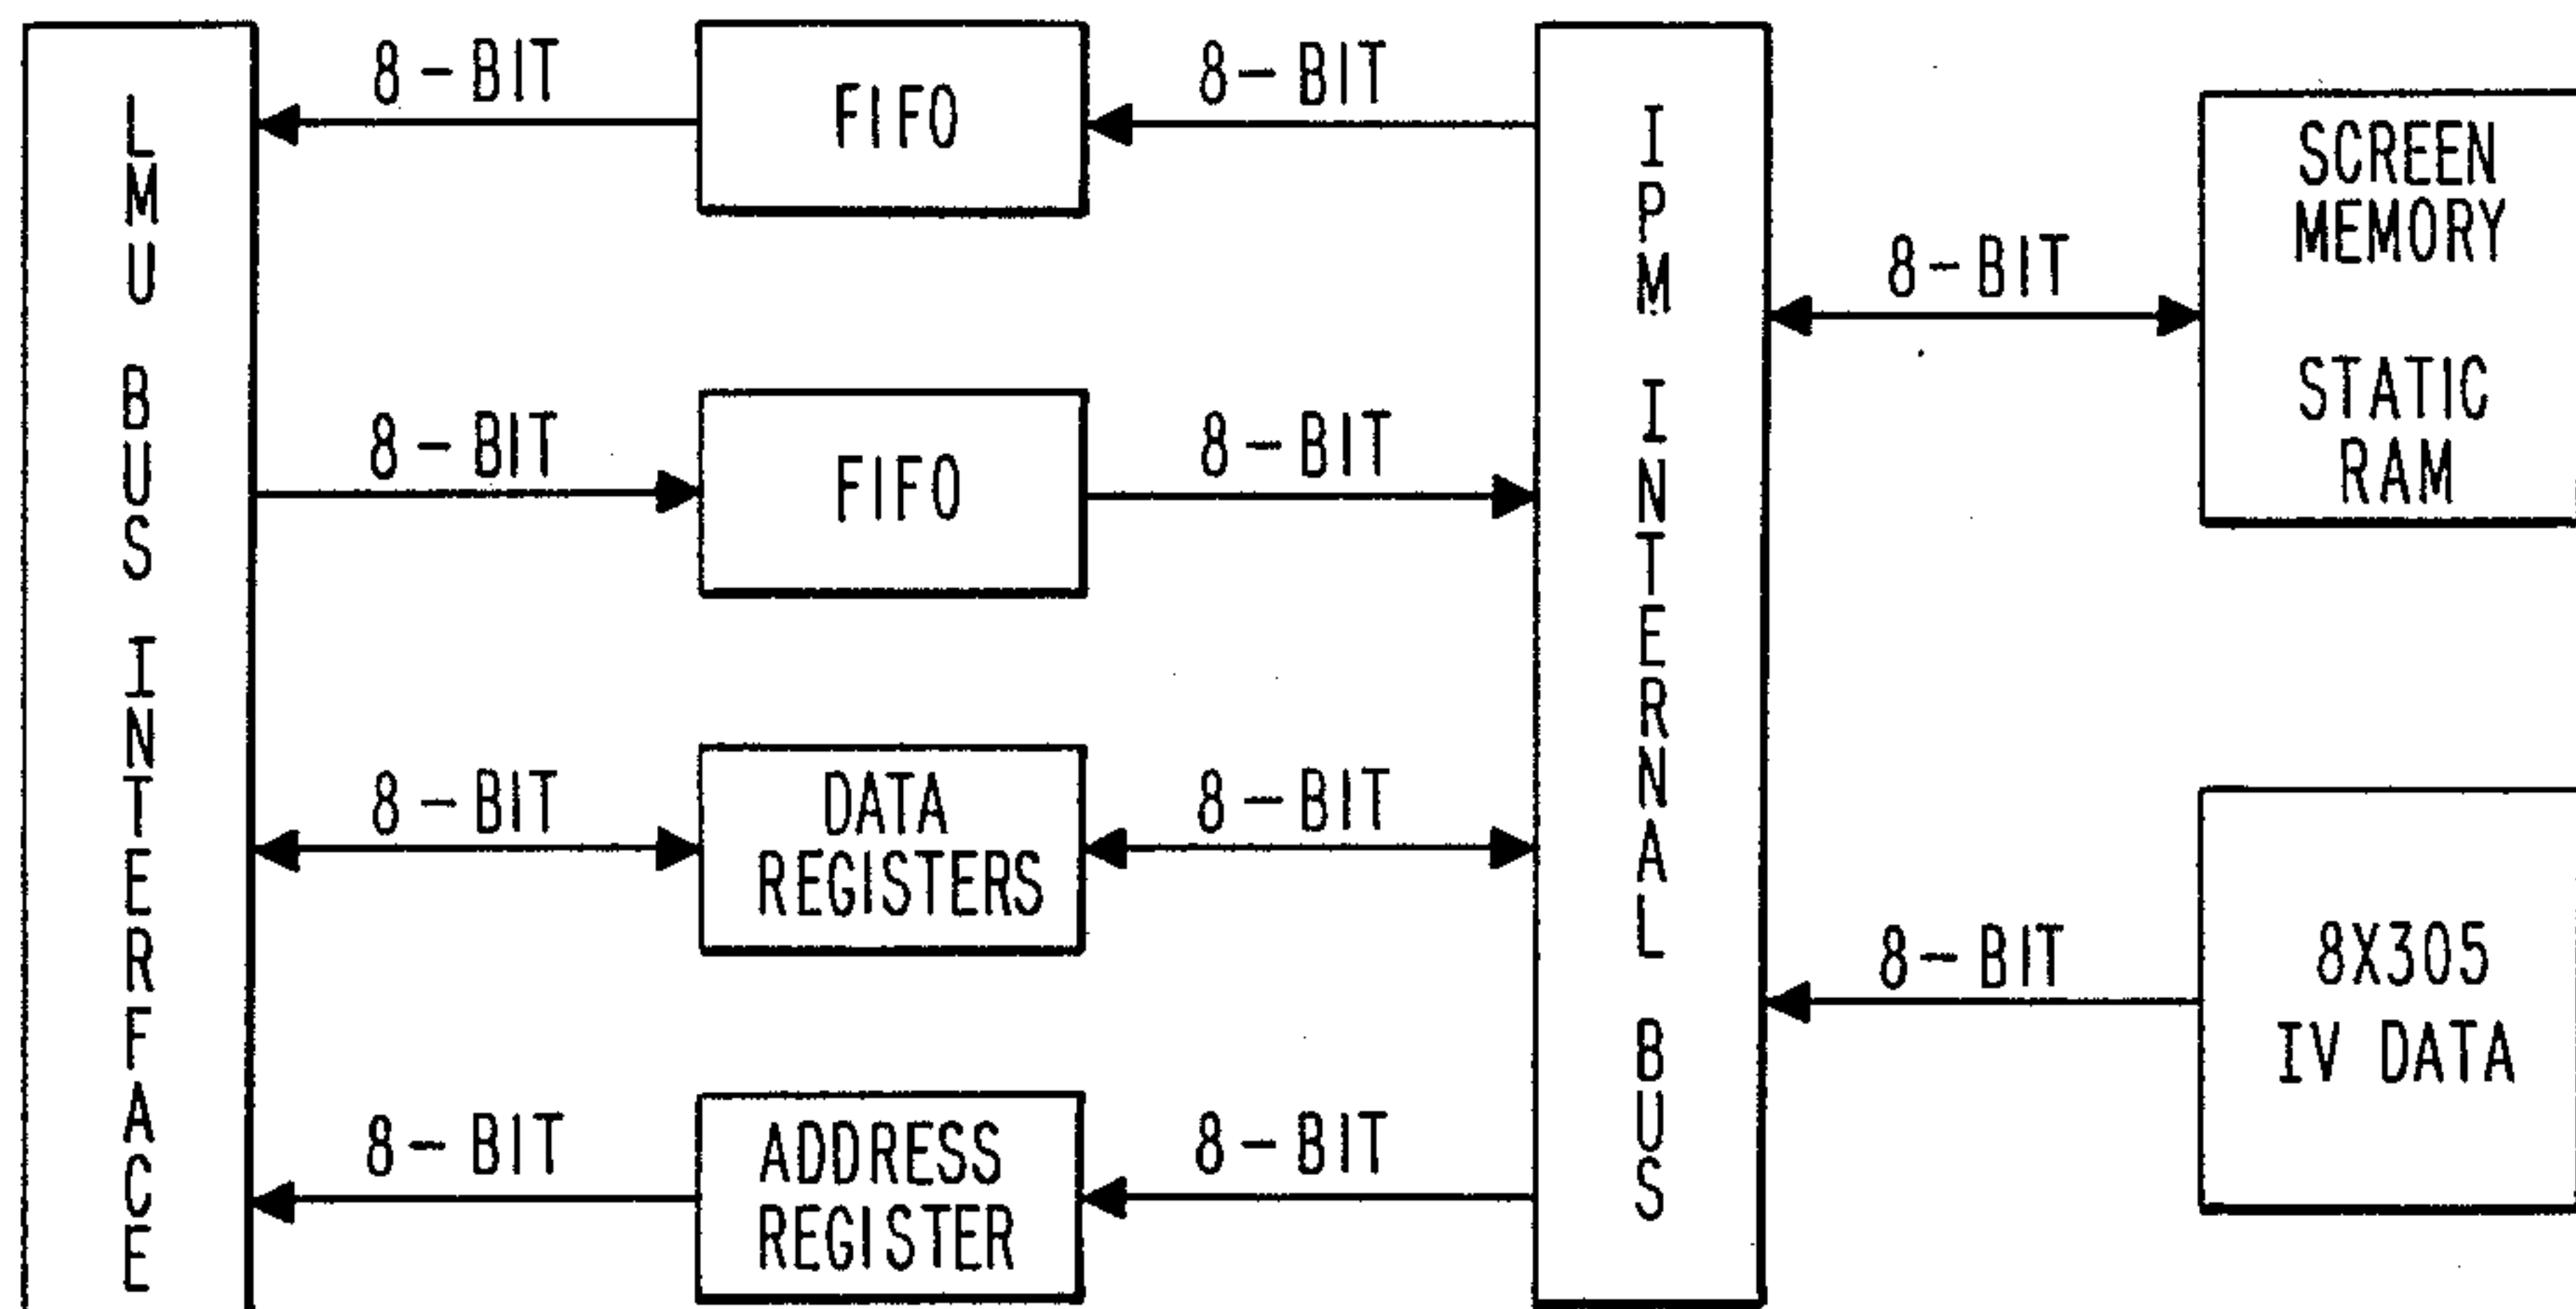 LMU BUS INTERFACE
8-BIT
FIFO
8-BIT
8-BIT
FIFO
8-BIT
8-BIT
DATA
REGISTERS
8-BIT
8-BIT
ADDRESS
REGISTER
8-BIT
IPM INTERNAL BUS
8-BIT
SCREEN
MEMORY
STATIC
RAM
8-BIT
8X305
IV DATA